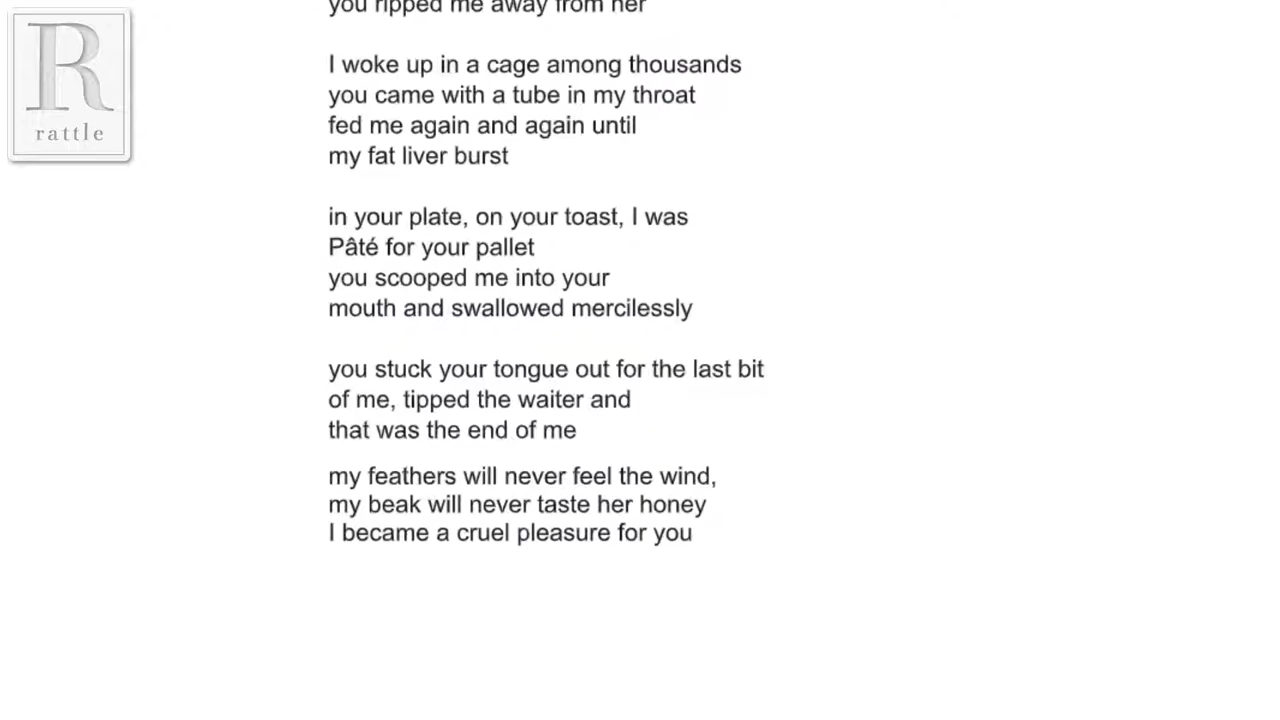 you ripped me away from her
R
rattle
I woke up in a cage among thousands
you came with a tube in my throat
fed me again and again until
my fat liver burst
in your plate, on your toast, I was
Pâté for your pallet
you scooped me into your
mouth and swallowed mercilessly
you stuck your tongue out for the last bit
of me, tipped the waiter and
that was the end of me
my feathers will never feel the wind,
my beak will never taste her honey
I became a cruel pleasure for you